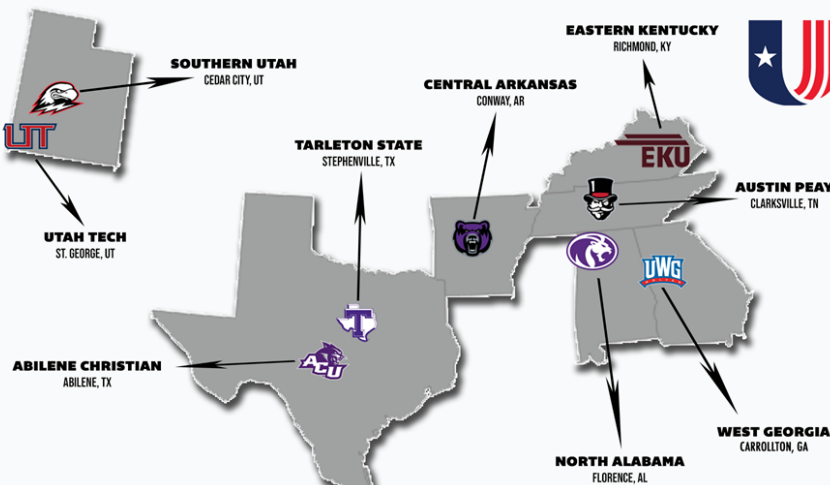 EASTERN KENTUCKY
RICHMOND, KY
SOUTHERN UTAH
CEDAR CITY, UT
CENTRAL ARKANSAS
CONWAY, AR
UT
TARLETON STATE
STEPHENVILLE, TX
EKU
AUSTIN PEAY
CLARKSVILLE, TN
UTAH TECH
ST. GEORGE, UT
UWG
T
ACU
ABILENE CHRISTIAN
ABILENE, TX
WEST GEORGIA
CARROLLTON, GA
NORTH ALABAMA
FLORENCE, AL